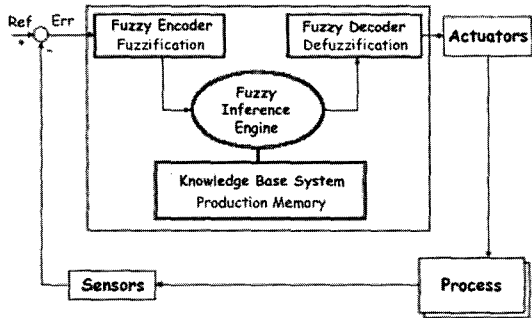 Ref
Err
+
-
Fuzzy Encoder
Fuzzification
Fuzzy Decoder
Defuzzification
Actuators
Fuzzy
Inference
Engine
Knowledge Base System
Production Memory
Sensors
Process